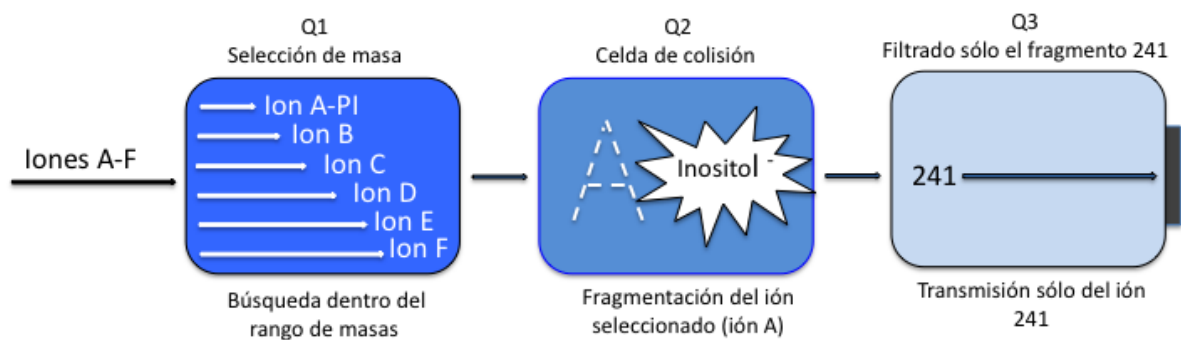 Q1
Selección de masa
Q2
Celda de colisión
Q3
Filtrado sólo el fragmento 241
Iones A-F
Ion A-PI
Ion B
Ion C
Ion D
Ion E
Ion F
A
Inositol -
241
Búsqueda dentro del
rango de masas
Fragmentación del ión
seleccionado (ión A)
Transmisión sólo del ión
241